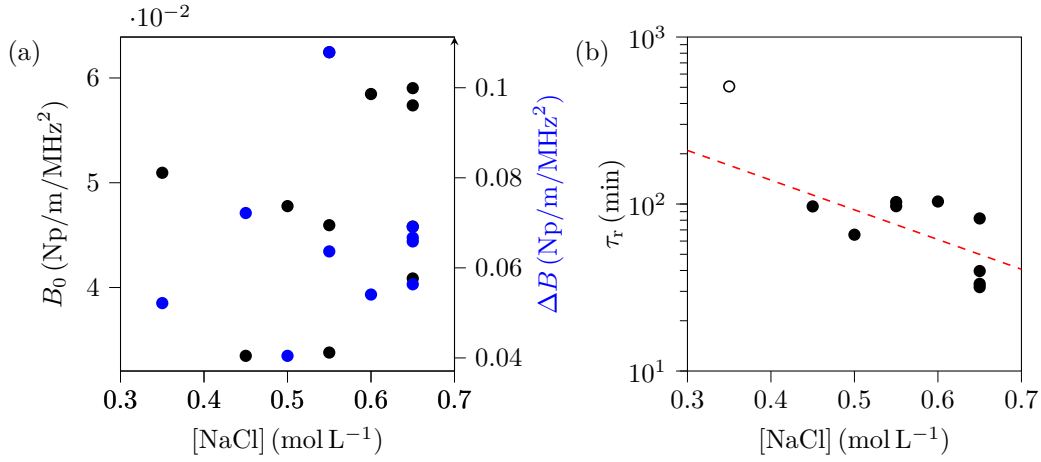 (a)
·10⁻²
6
4
B₀ (Np/m/MHz²)
0.3 0.4 0.5 0.6 0.7
[NaCl] (mol L⁻¹)
0.1
0.08
0.06
0.04
ΔB (Np/m/MHz²)
(b)
10³
10²
10¹
τᵣ (min)
0.3 0.4 0.5 0.6 0.7
[NaCl] (mol L⁻¹)